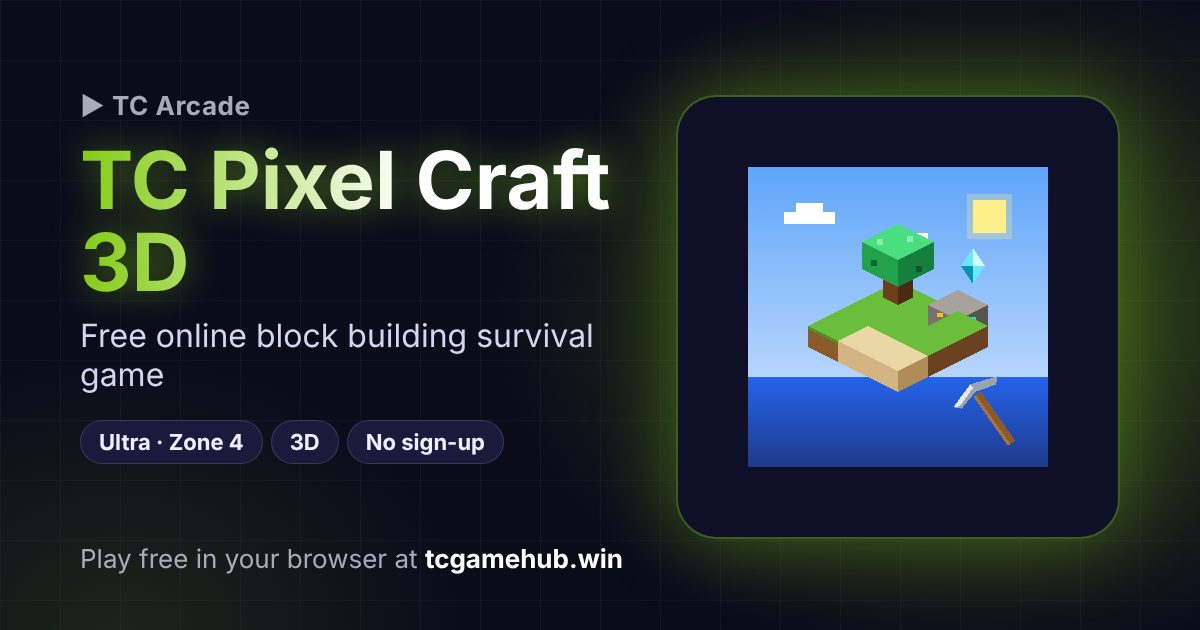 ▶ TC Arcade
TC Pixel Craft
3D
Free online block building survival
game
Ultra · Zone 4
3D
No sign-up
Play free in your browser at tcgamehub.win